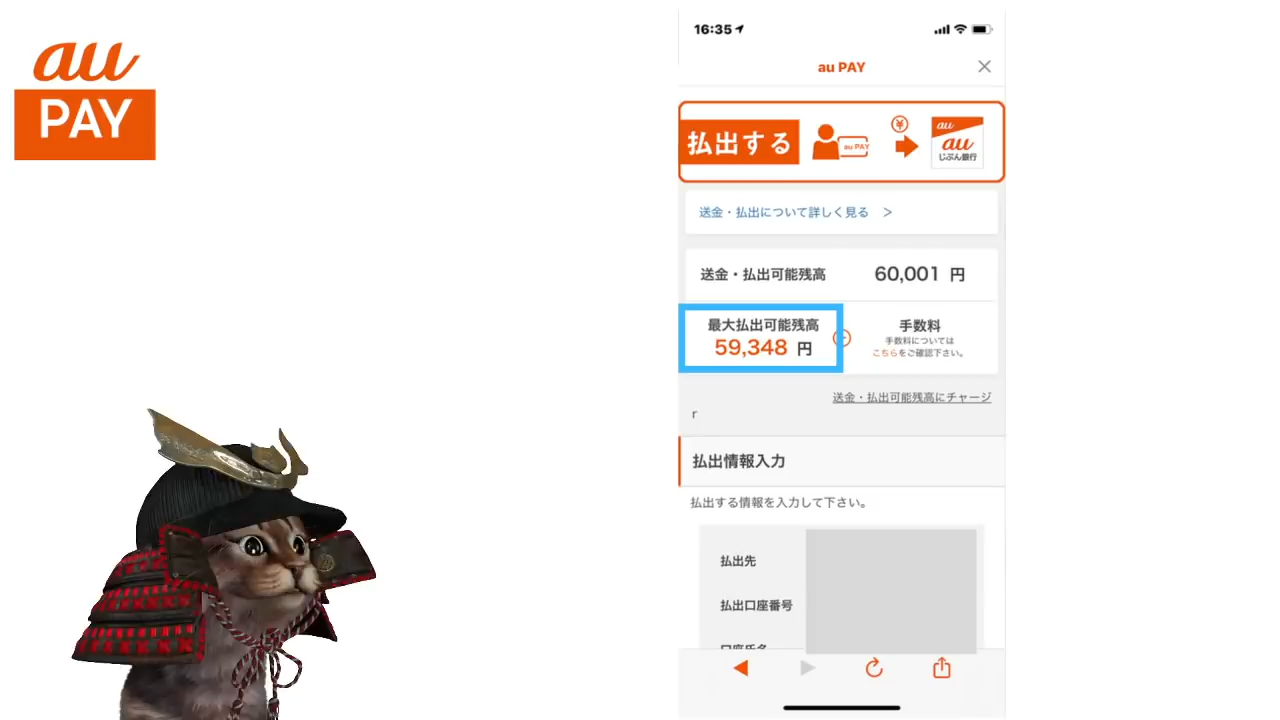 au
PAY
16:35
au PAY
払出する
au PAY
¥
au
au
じぶん銀行
送金・払出について詳しく見る >
送金・払出可能残高 60,001 円
最大払出可能残高
59,348 円
手数料
手数料については
こちらをご確認下さい。
送金・払出可能残高にチャージ
r
払出情報入力
払出する情報を入力して下さい。
払出先
払出口座番号
口座氏名